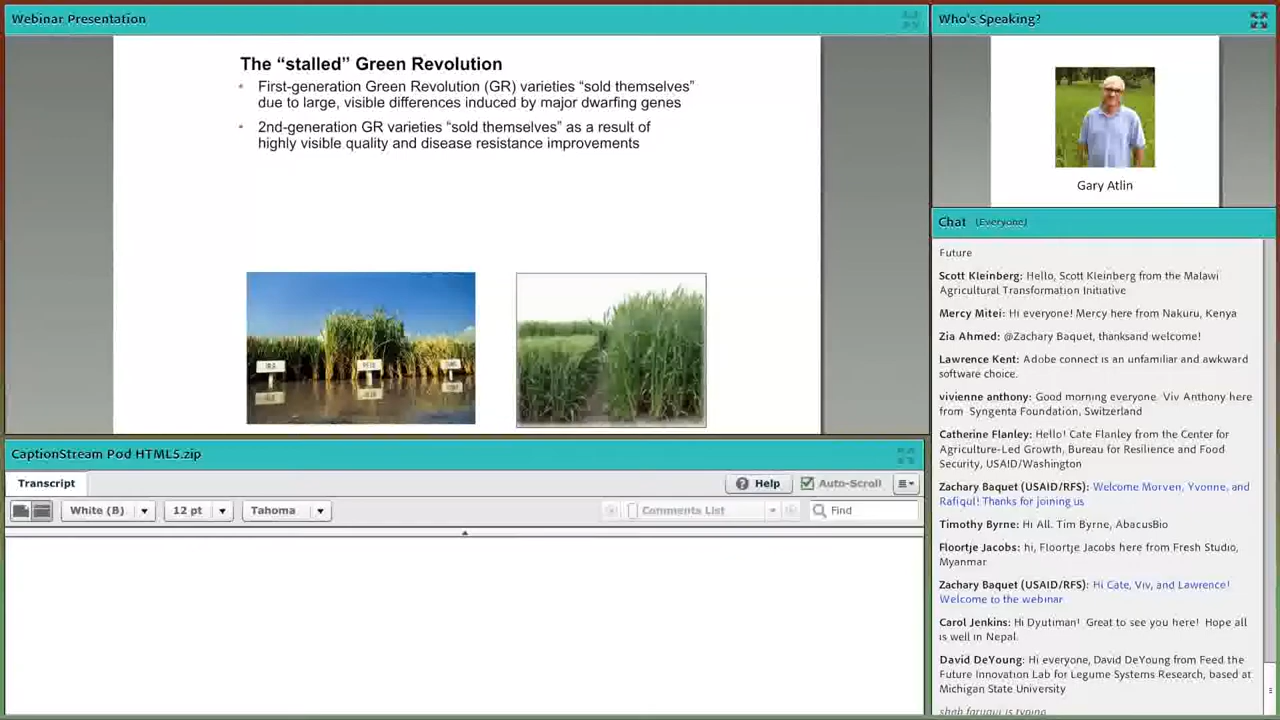 Webinar Presentation
The “stalled” Green Revolution
• First-generation Green Revolution (GR) varieties “sold themselves”
due to large, visible differences induced by major dwarfing genes
• 2nd-generation GR varieties “sold themselves” as a result of
highly visible quality and disease resistance improvements
CaptionStream Pod HTML5.zip
Transcript
Help
Auto-Scroll
White (B)
12 pt
Tahoma
Comments List
Find
Who's Speaking?
Gary Atlin
Chat (Everyone)
Future
Scott Kleinberg: Hello, Scott Kleinberg from the Malawi
Agricultural Transformation Initiative
Mercy Mitei: Hi everyone! Mercy here from Nakuru, Kenya
Zia Ahmed: @Zachary Baquet, thanksand welcome!
Lawrence Kent: Adobe connect is an unfamiliar and awkward
software choice.
vivienne anthony: Good morning everyone Viv Anthony here
from Syngenta Foundation, Switzerland
Catherine Flanley: Hello! Cate Flanley from the Center for
Agriculture-Led Growth, Bureau for Resilience and Food
Security, USAID/Washington
Zachary Baquet (USAID/RFS): Welcome Morven, Yvonne, and
Rafiqul! Thanks for joining us
Timothy Byrne: Hi All. Tim Byrne, AbacusBio
Floortje Jacobs: hi, Floortje Jacobs here from Fresh Studio,
Myanmar
Zachary Baquet (USAID/RFS): Hi Cate, Viv, and Lawrence!
Welcome to the webinar
Carol Jenkins: Hi Dyutiman! Great to see you here! Hope all
is well in Nepal.
David DeYoung: Hi everyone, David DeYoung from Feed the
Future Innovation Lab for Legume Systems Research, based at
Michigan State University
is typing